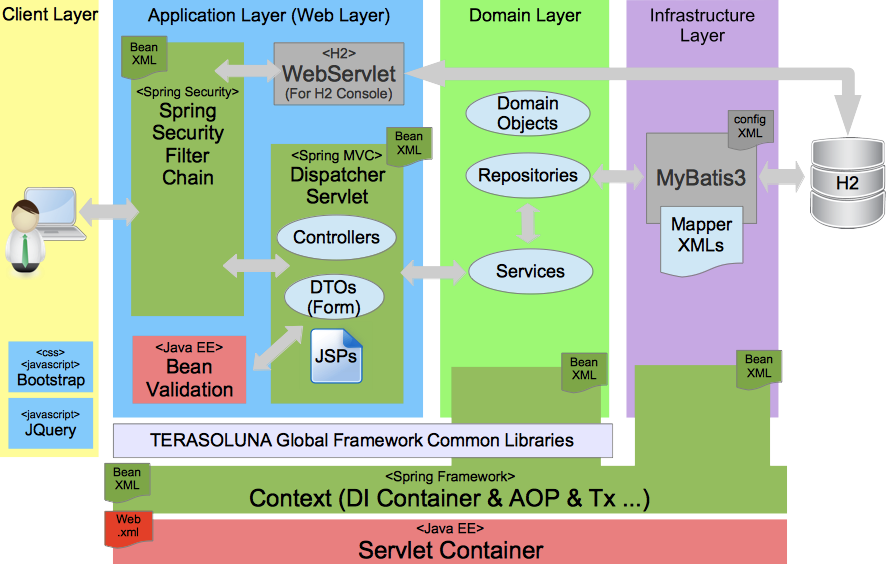 Client Layer
Application Layer (Web Layer)
Domain Layer
Infrastructure
Layer
Bean
XML
<Spring Security>
Spring
Security
Filter
Chain
<H2>
WebServlet
(For H2 Console)
Bean
XML
<Spring MVC>
Dispatcher
Servlet
Controllers
DTOs
(Form)
JSPs
<Java EE>
Bean
Validation
Domain
Objects
Repositories
Services
config
XML
MyBatis3
Mapper
XMLs
H2
<css>
<javascript>
Bootstrap
<javascript>
JQuery
Bean
XML
Bean
XML
TERASOLUNA Global Framework Common Libraries
Bean
XML
<Spring Framework>
Context (DI Container & AOP & Tx ...)
Web
.xml
<Java EE>
Servlet Container